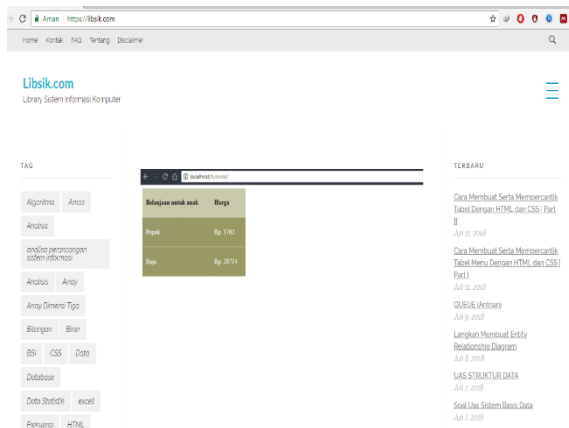 Aman https://libsik.com
Home Kontak FAQ Tentang Disclaimer
Libsik.com
Library Sistem Informasi Komputer
TAG
Algoritma Amos
Analisa
analisa perancangan
sistem informasi
Analisis Array
Array Dimensi Tiga
Bilangan Biner
BSI CSS Data
Database
Data Statistik excell
Frekuensi HTML
localhost/tutorial/
Belanjaan untuk anak Harga
Popok Rp.
Baju Rp.
TERBARU
Cara Membuat Serta Mempercantik
Tabel Dengan HTML dan CSS | Part
II
Juli 11, 2018
Cara Membuat Serta Mempercantik
Tabel Menu Dengan HTML dan CSS |
Part I
Juli 11, 2018
QUEUE (Antrian)
Juli 9, 2018
Langkah Membuat Entity
Relationship Diagram
Juli 8, 2018
UAS STRUKTUR DATA
Juli 7, 2018
Soal Uas Sistem Basis Data
Juli 7, 2018